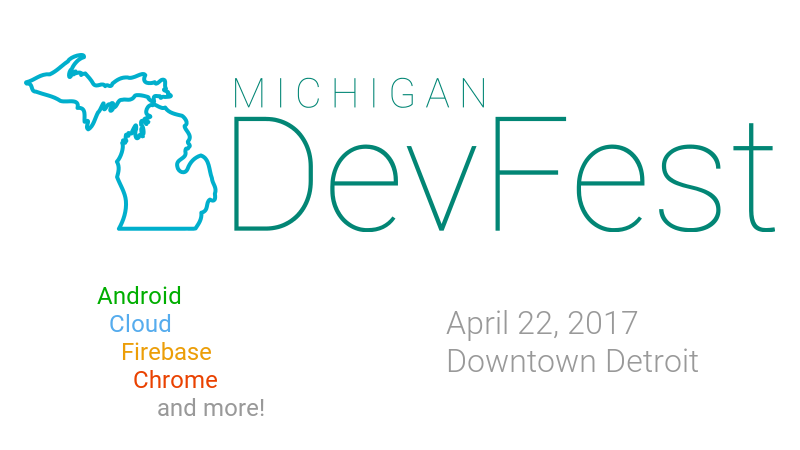 MICHIGAN
DevFest
Android
Cloud
Firebase
Chrome
and more!
April 22, 2017
Downtown Detroit